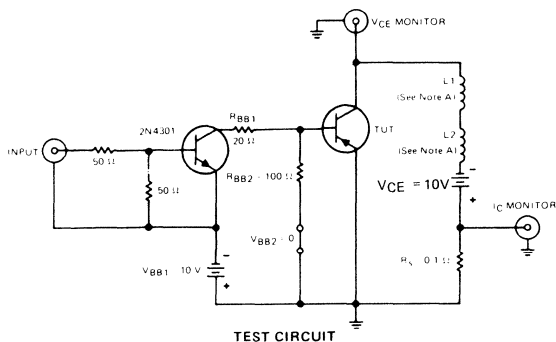 VCE MONITOR
L1
(See Note A)
2N4301
RBB1
20 Ω
TUT
INPUT
50 Ω
L2
(See Note A)
RBB2 - 100 Ω
50 Ω
VCE = 10V
-
+
IC MONITOR
VBB2 - 0
VBB1 10 V
-
+
0.1 Ω
TEST CIRCUIT